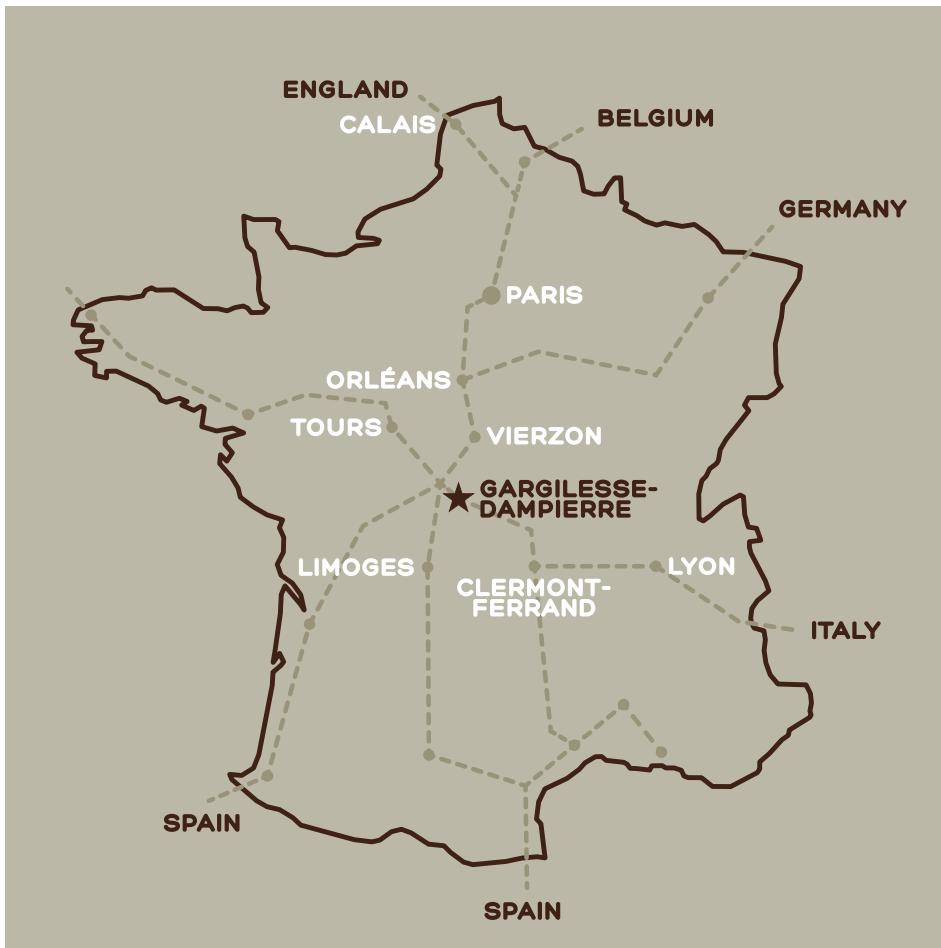 ENGLAND
CALAIS
BELGIUM
GERMANY
PARIS
ORLÉANS
TOURS
VIERZON
GARGILESSE-
DAMPIERRE
LIMOGES
LYON
CLERMONT-
FERRAND
ITALY
SPAIN
SPAIN